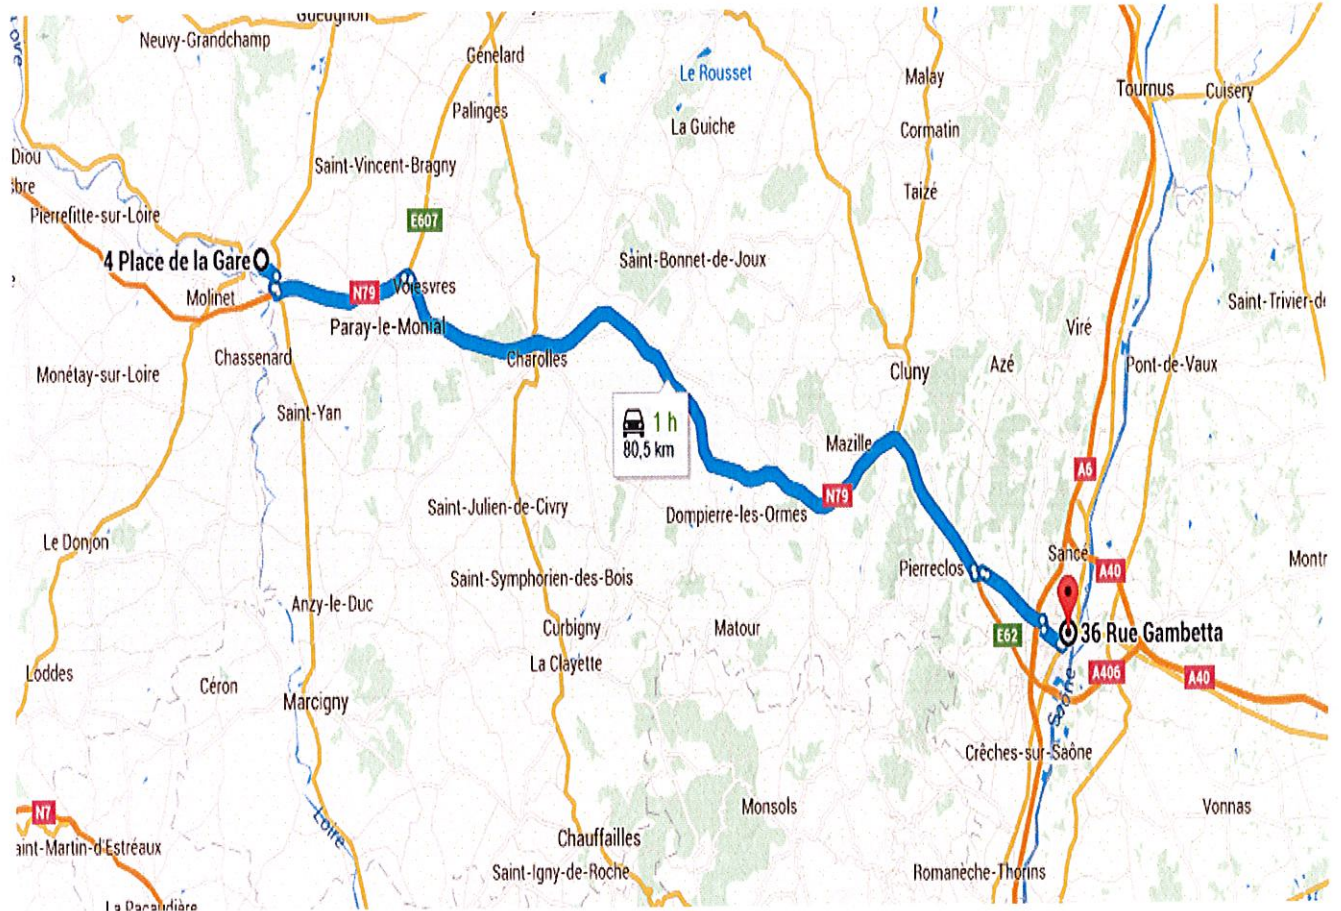 Gueugnon
Neuvy-Grandchamp
Génelard
Le Rousset
Malay
Tournus
Cuisery
Palinges
La Guiche
Cormatin
Diou
Saint-Vincent-Bragny
Taizé
Pierrefitte-sur-Loire
E607
4 Place de la Gare
Saint-Bonnet-de-Joux
Molinet
N79
Voiesvres
Saint-Trivier-de
Paray-le-Monial
Viré
Chassenard
Charolles
Cluny
Azé
Pont-de-Vaux
Monétay-sur-Loire
Saint-Yan
1 h
80,5 km
Mazille
A6
N79
Saint-Julien-de-Civry
Dompierre-les-Ormes
Le Donjon
Sancé
Montr
Pierreclos
A40
Saint-Symphorien-des-Bois
Anzy-le-Duc
Curbigny
Matour
E62
36 Rue Gambetta
La Clayette
Loddes
Céron
A406
A40
Marcigny
Saône
Crêches-sur-Saône
N7
Monsols
Vonnas
Loire
aint-Martin-d'Estréaux
Chauffailles
Saint-Igny-de-Roche
Romanèche-Thorins
La Pacaudière